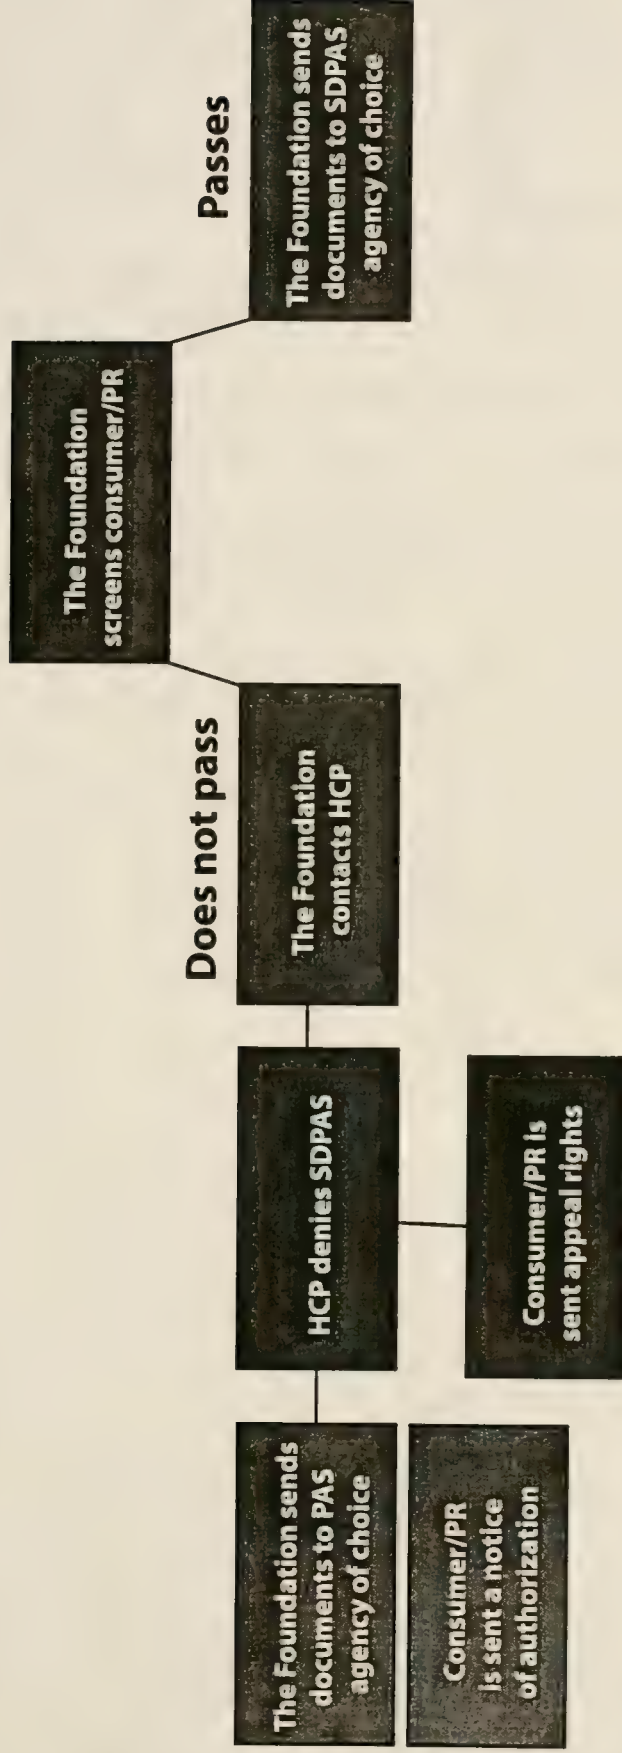 The Foundation
screens consumer/PR
Does not pass
Passes
The Foundation sends
documents to PAS
agency of choice
HCP denies SDPAS
The Foundation
contacts HCP
The Foundation sends
documents to SDPAS
agency of choice
Consumer/PR
is sent a notice
of authorization
Consumer/PR is
sent appeal rights